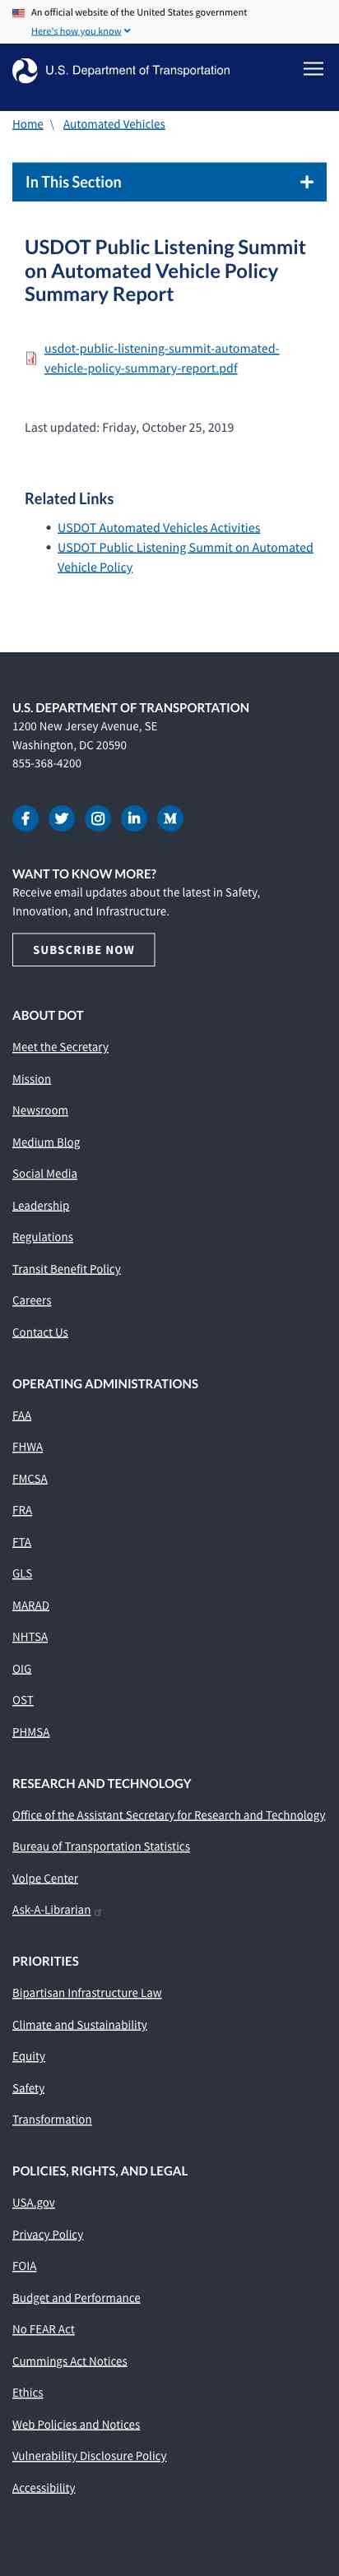 An official website of the United States government
Here's how you know
U.S. Department of Transportation
Home \ Automated Vehicles
In This Section
USDOT Public Listening Summit
on Automated Vehicle Policy
Summary Report
usdot-public-listening-summit-automated-
vehicle-policy-summary-report.pdf
Last updated: Friday, October 25, 2019
Related Links
• USDOT Automated Vehicles Activities
• USDOT Public Listening Summit on Automated
Vehicle Policy
U.S. DEPARTMENT OF TRANSPORTATION
1200 New Jersey Avenue, SE
Washington, DC 20590
855-368-4200
WANT TO KNOW MORE?
Receive email updates about the latest in Safety,
Innovation, and Infrastructure.
SUBSCRIBE NOW
ABOUT DOT
Meet the Secretary
Mission
Newsroom
Medium Blog
Social Media
Leadership
Regulations
Transit Benefit Policy
Careers
Contact Us
OPERATING ADMINISTRATIONS
FAA
FHWA
FMCSA
FRA
FTA
GLS
MARAD
NHTSA
OIG
OST
PHMSA
RESEARCH AND TECHNOLOGY
Office of the Assistant Secretary for Research and Technology
Bureau of Transportation Statistics
Volpe Center
Ask-A-Librarian
PRIORITIES
Bipartisan Infrastructure Law
Climate and Sustainability
Equity
Safety
Transformation
POLICIES, RIGHTS, AND LEGAL
USA.gov
Privacy Policy
FOIA
Budget and Performance
No FEAR Act
Cummings Act Notices
Ethics
Web Policies and Notices
Vulnerability Disclosure Policy
Accessibility